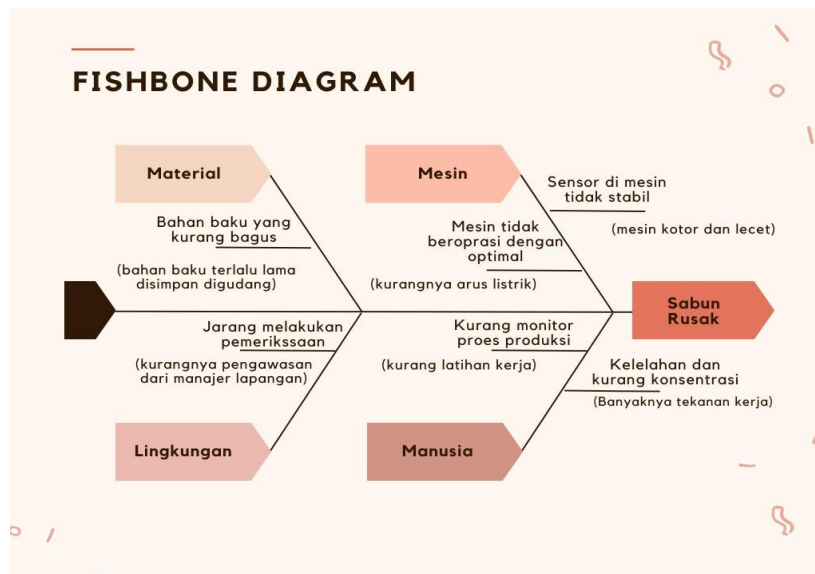 FISHBONE DIAGRAM
Material
Mesin
Sensor di mesin
tidak stabil
(mesin kotor dan lecet)
Bahan baku yang
kurang bagus
(bahan baku terlalu lama
disimpan digudang)
Mesin tidak
beroprasi dengan
optimal
(kurangnya arus listrik)
Sabun
Rusak
Jarang melakukan
pemerikssaan
(kurangnya pengawasan
dari manajer lapangan)
Kurang monitor
proes produksi
(kurang latihan kerja)
Kelelahan dan
kurang konsentrasi
(Banyaknya tekanan kerja)
Lingkungan
Manusia